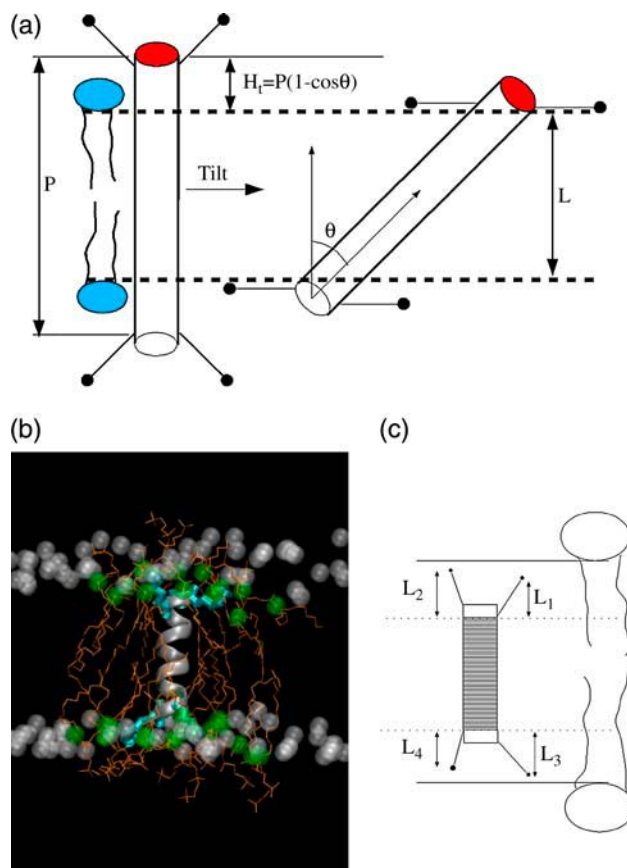 (a)
Hₜ=P(1-cosθ)
P
Tilt
L
θ
(b)
(c)
L₂
L₁
L₄
L₃